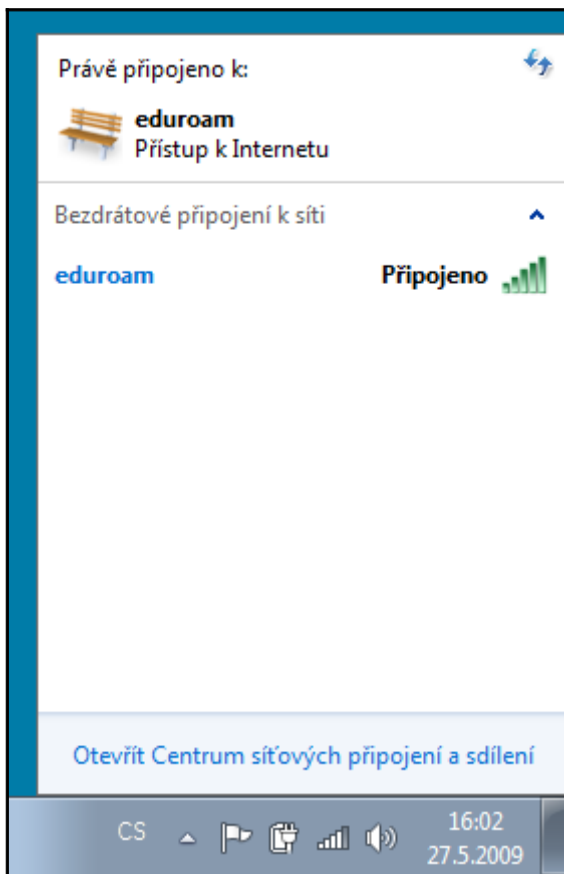 Právě připojeno k:
eduroam
Přístup k Internetu
Bezdrátové připojení k síti
eduroam Připojeno
Otevřít Centrum síťových připojení a sdílení
CS 16:02
27.5.2009